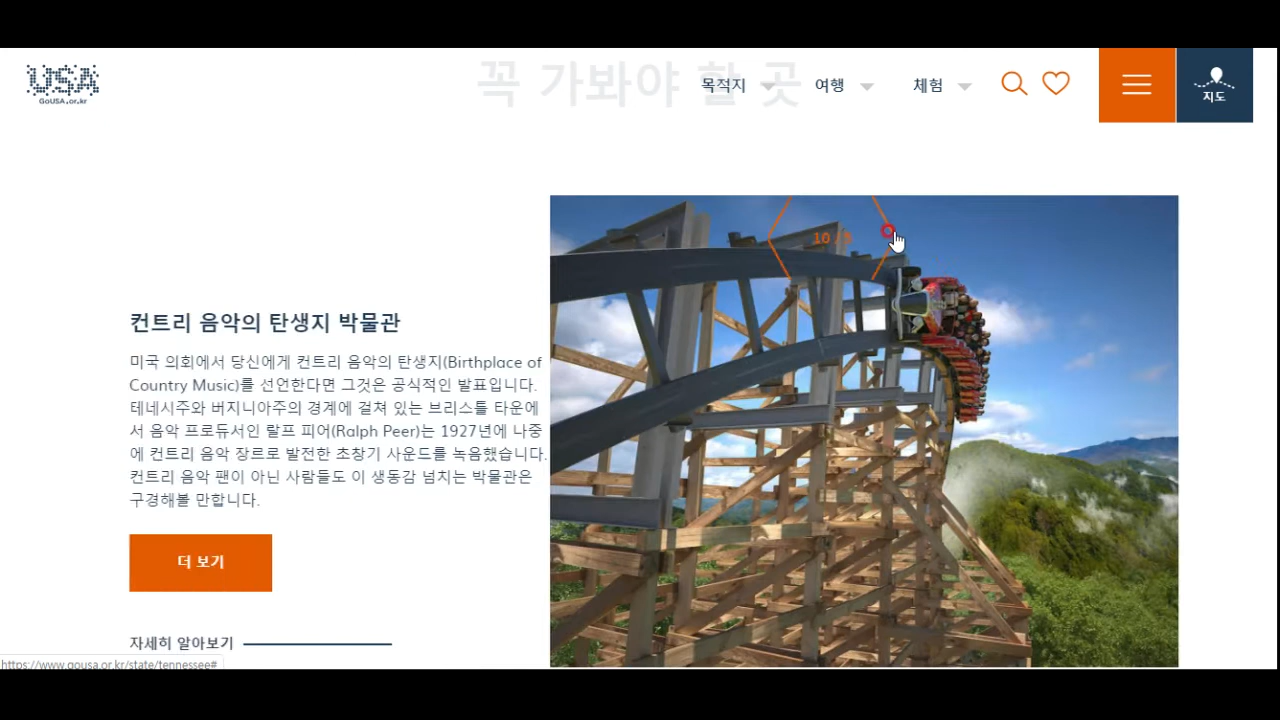 USA
GoUSA.or.kr
꼭 가봐야 할 곳
목적지
여행
체험
지도
컨트리 음악의 탄생지 박물관
미국 의회에서 당신에게 컨트리 음악의 탄생지(Birthplace of
Country Music)를 선언한다면 그것은 공식적인 발표입니다.
테네시주와 버지니아주의 경계에 걸쳐 있는 브리스톨 타운에
서 음악 프로듀서인 랄프 피어(Ralph Peer)는 1927년에 나중
에 컨트리 음악 장르로 발전한 초창기 사운드를 녹음했습니다.
컨트리 음악 팬이 아닌 사람들도 이 생동감 넘치는 박물관은
구경해볼 만합니다.
더 보기
자세히 알아보기
https://www.gousa.or.kr/state/tennessee#
10 /